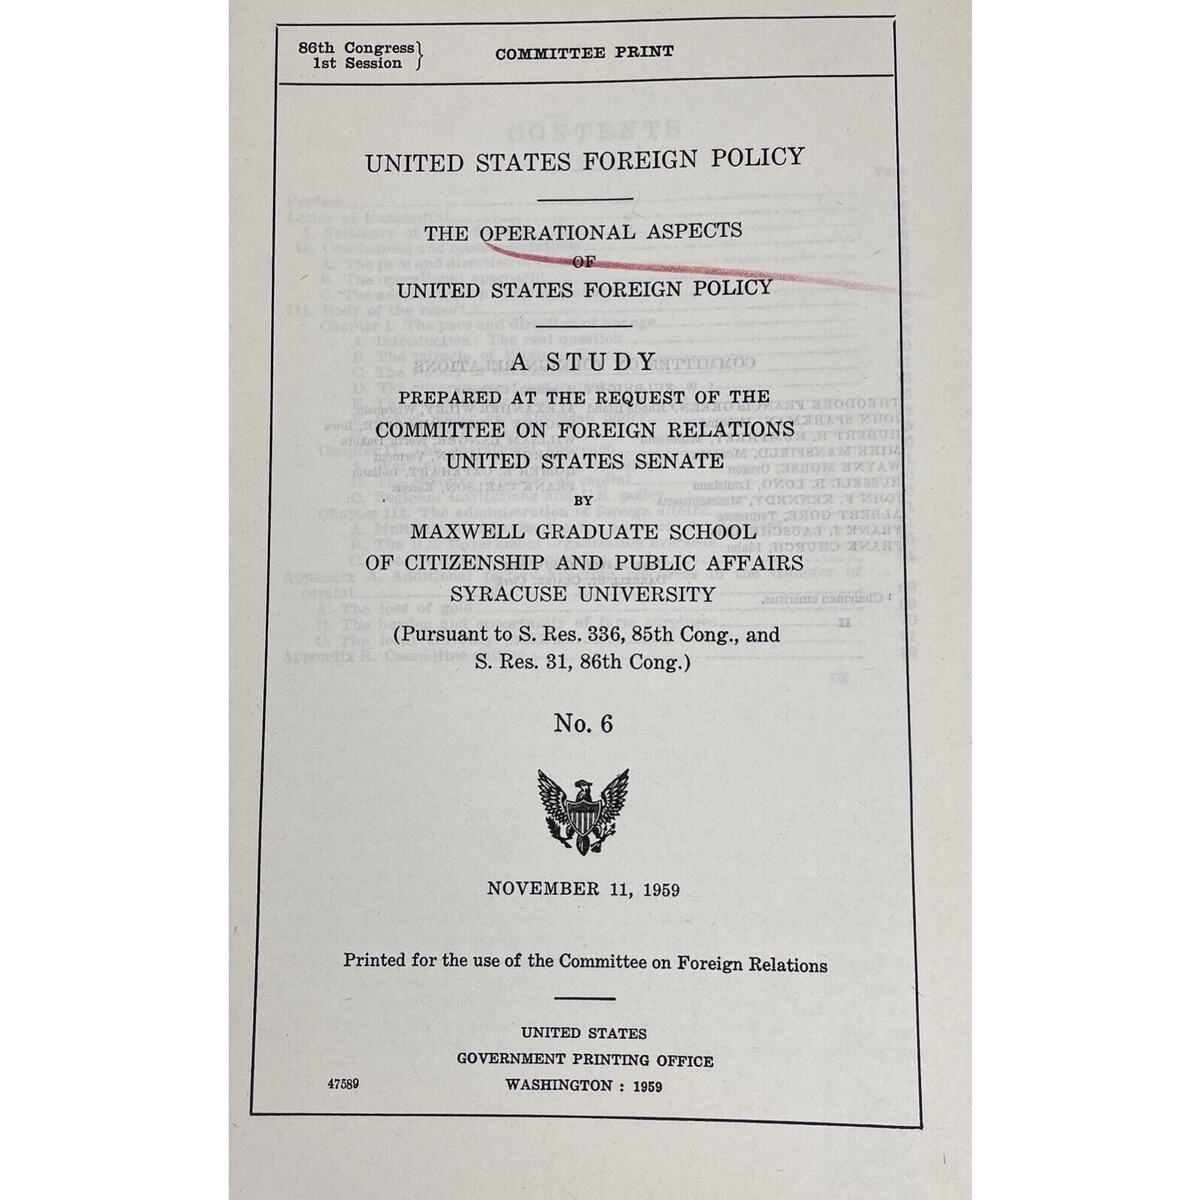 86th Congress}
1st Session
COMMITTEE PRINT
UNITED STATES FOREIGN POLICY
THE OPERATIONAL ASPECTS
OF
UNITED STATES FOREIGN POLICY
A STUDY
PREPARED AT THE REQUEST OF THE
COMMITTEE ON FOREIGN RELATIONS
UNITED STATES SENATE
BY
MAXWELL GRADUATE SCHOOL
OF CITIZENSHIP AND PUBLIC AFFAIRS
SYRACUSE UNIVERSITY
(Pursuant to S. Res. 336, 85th Cong., and
S. Res. 31, 86th Cong.)
No. 6
NOVEMBER 11, 1959
Printed for the use of the Committee on Foreign Relations
UNITED STATES
GOVERNMENT PRINTING OFFICE
47589
WASHINGTON : 1959